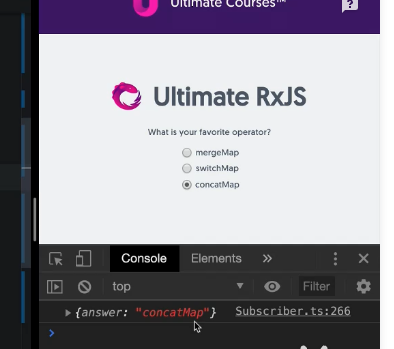 Ultimate Courses™
Ultimate RxJS
What is your favorite operator?
mergeMap
switchMap
concatMap
Console Elements »
top Filter
{answer: "concatMap"} Subscriber.ts:266